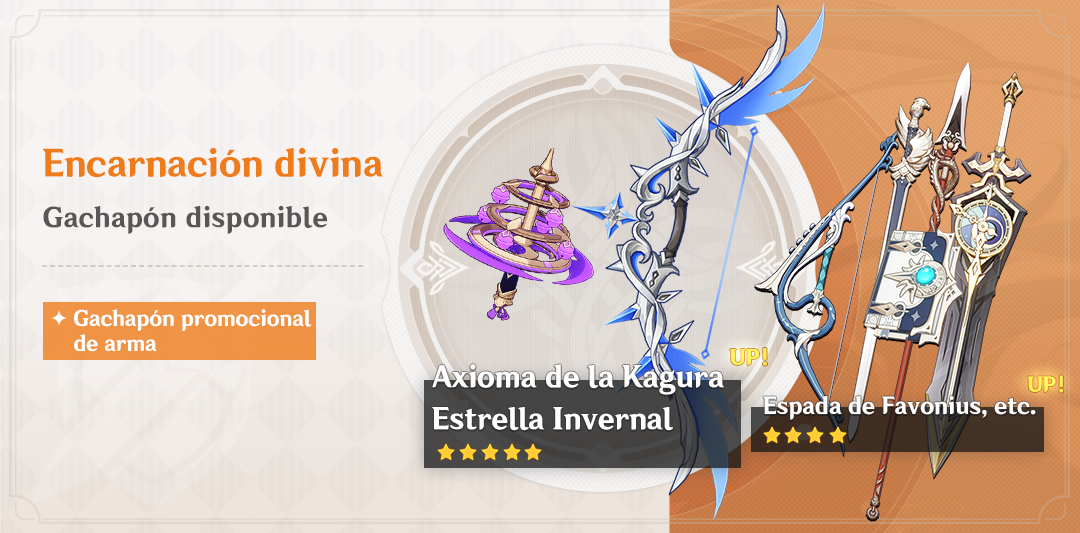 Encarnación divina
Gachapón disponible
✦ Gachapón promocional
de arma
UP!
Axioma de la Kagura
Estrella Invernal
UP!
Espada de Favonius, etc.